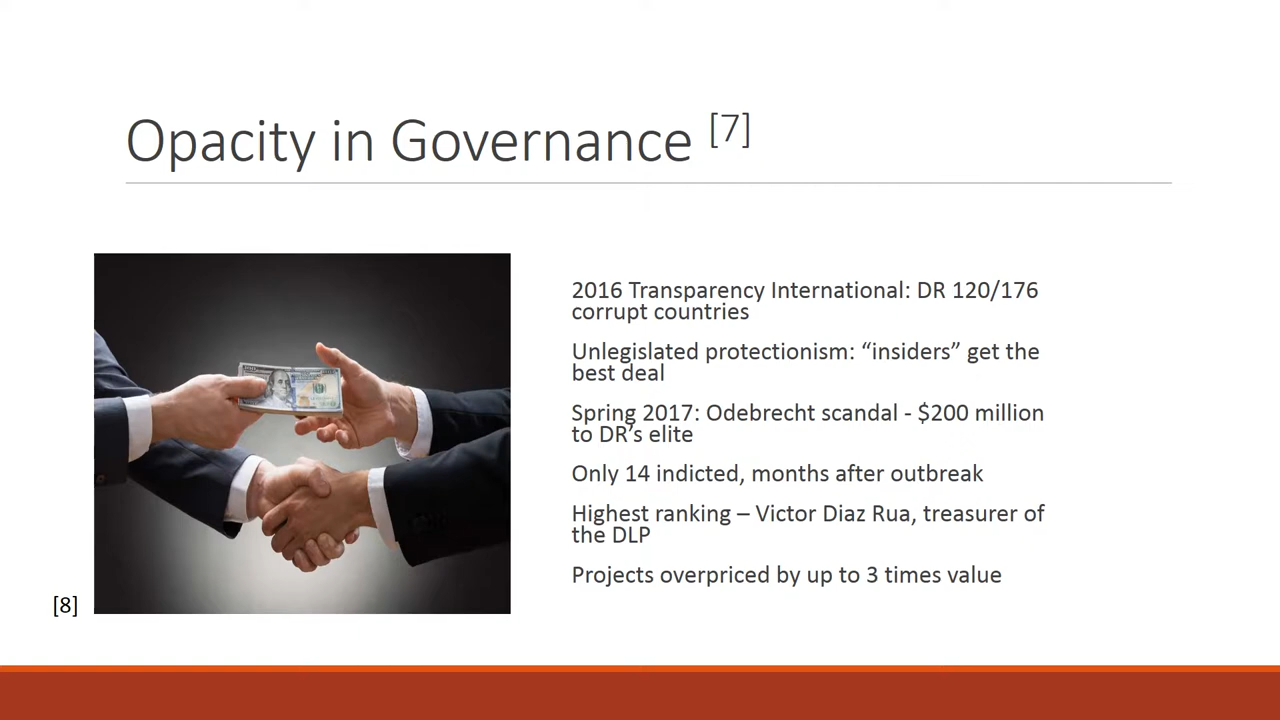 Opacity in Governance [7]
2016 Transparency International: DR 120/176
corrupt countries
Unlegislated protectionism: “insiders” get the
best deal
Spring 2017: Odebrecht scandal - $200 million
to DR’s elite
Only 14 indicted, months after outbreak
Highest ranking – Victor Diaz Rua, treasurer of
the DLP
Projects overpriced by up to 3 times value
[8]